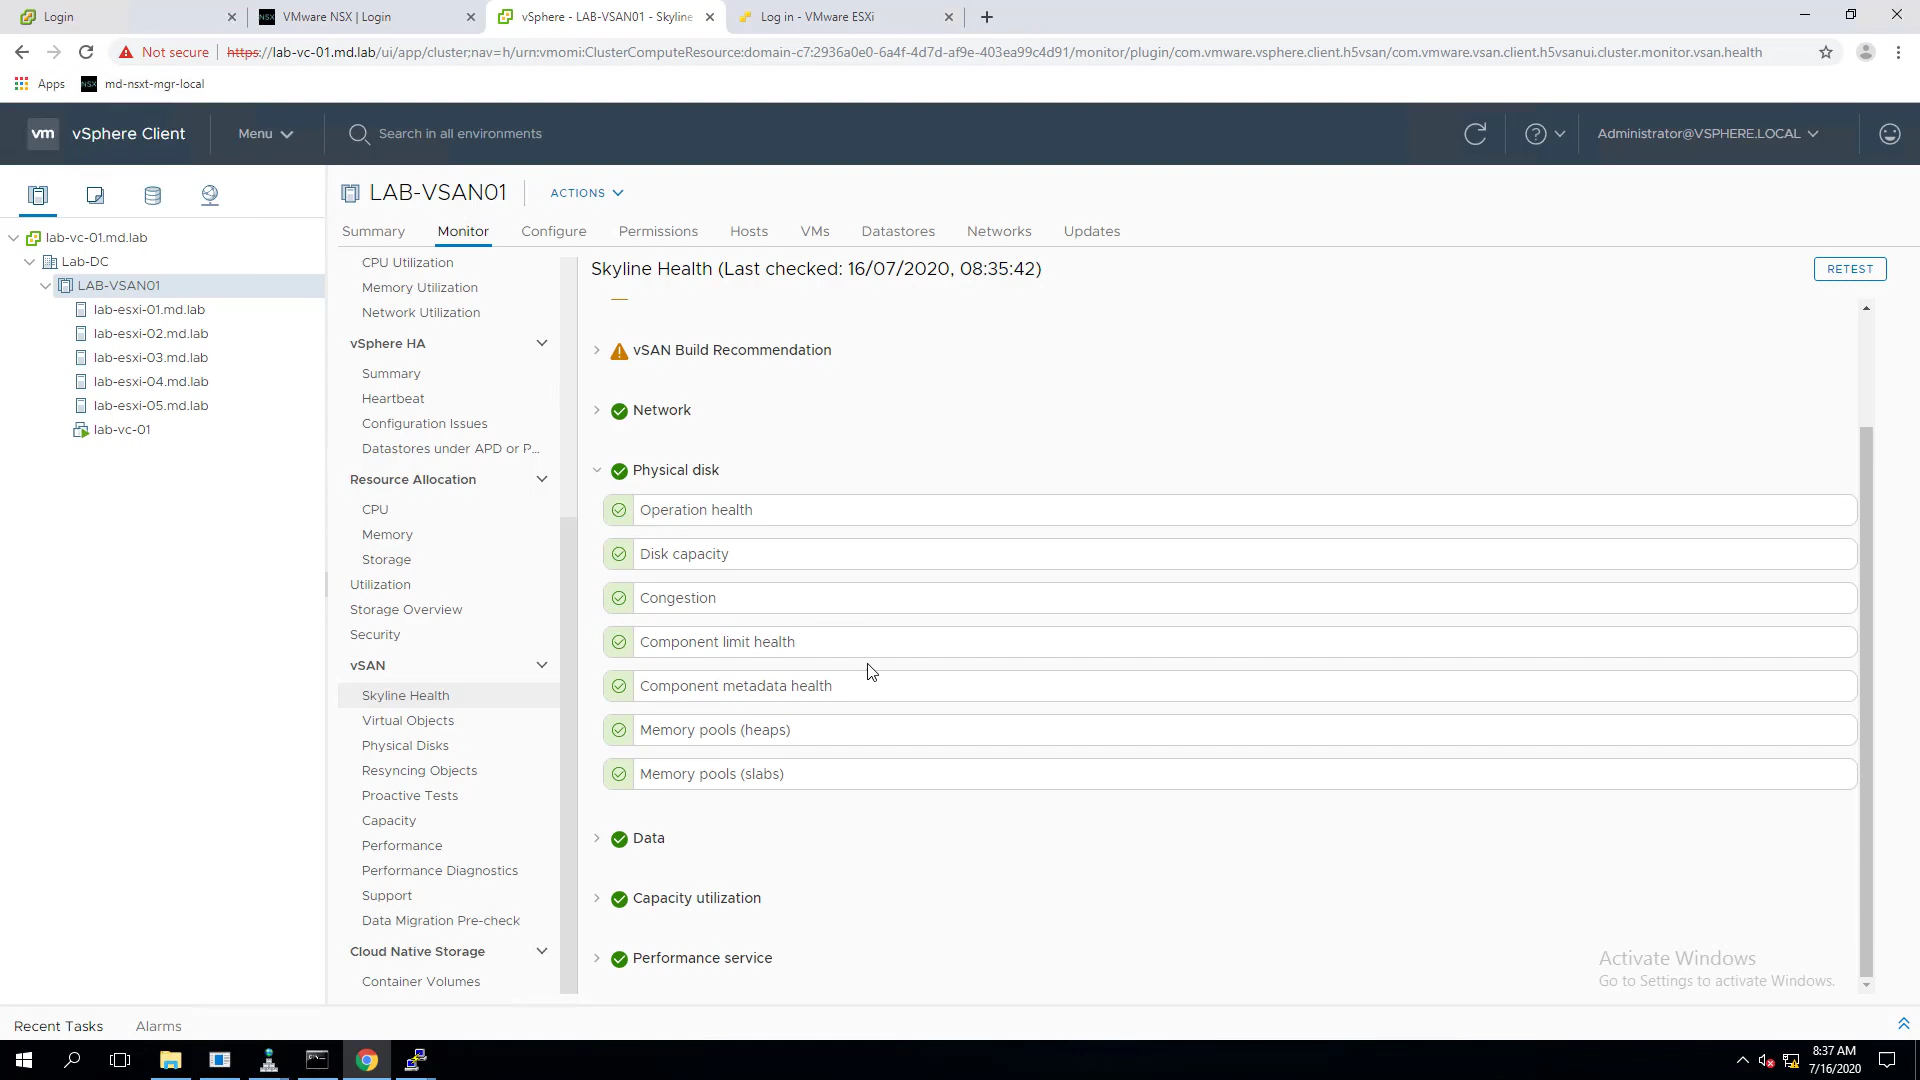 Login
VMware NSX | Login
vSphere - LAB-VSAN01 - Skyline
Log in - VMware ESXi
Not secure
https://lab-vc-01.md.lab/ui/app/cluster;nav=h/urn:vmomi:ClusterComputeResource:domain-c7:2936a0e0-6a4f-4d7d-af9e-403ea99c4d91/monitor/plugin/com.vmware.vsphere.client.h5vsan/com.vmware.vsan.client.h5vsanui.cluster.monitor.vsan.health
Apps
NSX
md-nsxt-mgr-local
vm
vSphere Client
Menu
Search in all environments
Administrator@VSPHERE.LOCAL
LAB-VSAN01
ACTIONS
Summary
Monitor
Configure
Permissions
Hosts
VMs
Datastores
Networks
Updates
lab-vc-01.md.lab
Lab-DC
LAB-VSAN01
lab-esxi-01.md.lab
lab-esxi-02.md.lab
lab-esxi-03.md.lab
lab-esxi-04.md.lab
lab-esxi-05.md.lab
lab-vc-01
CPU Utilization
Memory Utilization
Network Utilization
vSphere HA
Summary
Heartbeat
Configuration Issues
Datastores under APD or P...
Resource Allocation
CPU
Memory
Storage
Utilization
Storage Overview
Security
vSAN
Skyline Health
Virtual Objects
Physical Disks
Resyncing Objects
Proactive Tests
Capacity
Performance
Performance Diagnostics
Support
Data Migration Pre-check
Cloud Native Storage
Container Volumes
Skyline Health (Last checked: 16/07/2020, 08:35:42)
RETEST
vSAN Build Recommendation
Network
Physical disk
Operation health
Disk capacity
Congestion
Component limit health
Component metadata health
Memory pools (heaps)
Memory pools (slabs)
Data
Capacity utilization
Performance service
Activate Windows
Go to Settings to activate Windows.
Recent Tasks
Alarms
8:37 AM
7/16/2020